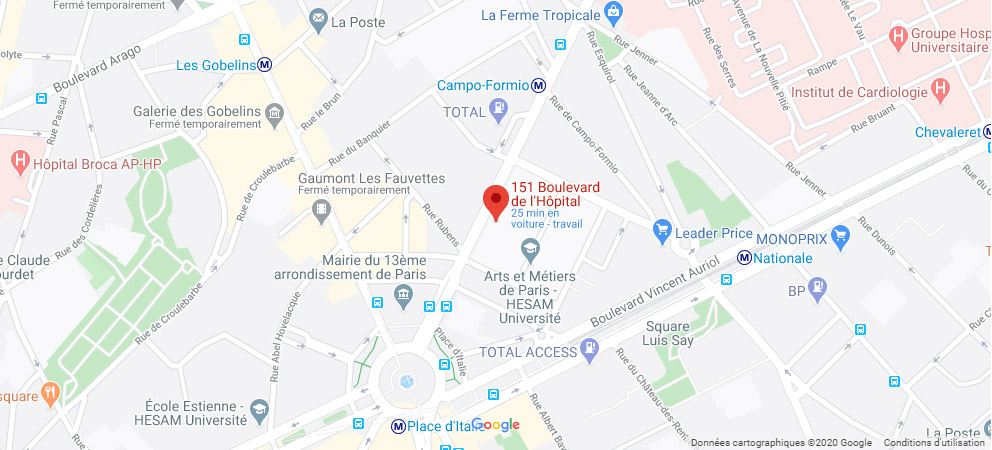 Fermé temporairement
La Poste
La Ferme Tropicale
Groupe Hosp
Universitaire
Rue Jenner
Rue Esquirol
Rue des Serres
Avenue de La Nouvelle Pitié
Rue Le Vau
Rampe
Boulevard Arago
Les Gobelins
Campo-Formio
Institut de Cardiologie
olyte
Rue Pascal
Galerie des Gobelins
Fermé temporairement
Rue le Brun
TOTAL
Rue de Campo-Formio
Rue Jeanne d'Arc
Rue Bruant
Chevaleret
Rue du Banquier
Hôpital Broca AP-HP
Rue de Croulebarbe
Gaumont Les Fauvettes
Fermé temporairement
151 Boulevard
de l'Hôpital
25 min en
voiture - travail
Rue Jenner
Rue des Cordelières
Rue Rubens
Leader Price
MONOPRIX
Rue Dunois
Nationale
e Claude
ourdet
Mairie du 13ème
arrondissement de Paris
Arts et Métiers
de Paris -
HESAM
Université
Boulevard Vincent Auriol
BP
Rue de Croulebarbe
Rue Abel Hovelacque
Place d'Italie
Square
Luis Say
Rue C
TOTAL ACCESS
Rue du Château-des-Ren
square
École Estienne -
HESAM Université
Rue Albert Bay
Place d'Italie
Google
La Poste
Données cartographiques ©2020 Google
Conditions d'utilisation